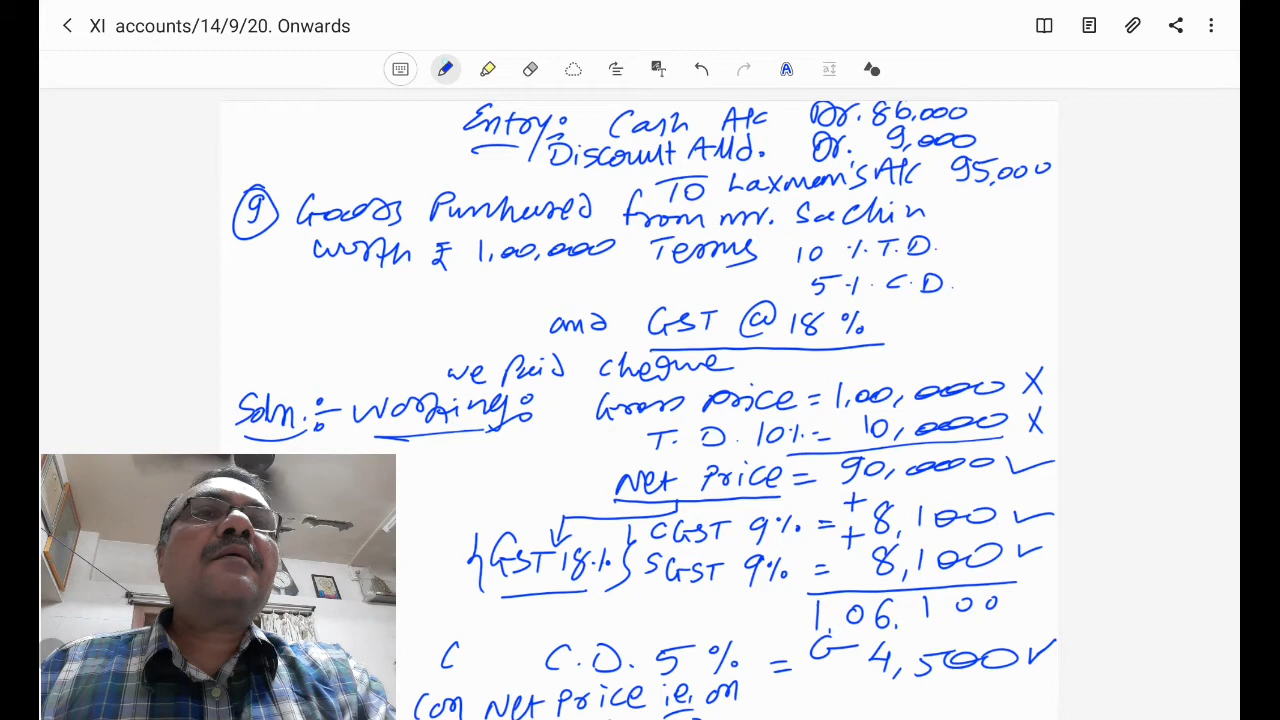 XI accounts/14/9/20. Onwards
Entry: Cash A/c Dr. 86,000
Discount Alld. Dr. 9,000
TO Laxman's A/c 95,000
9 Goods Purchased from mr. Sachin
worth ₹ 1,00,000 Terms 10 % T.D.
5% C.D.
and GST @ 18 %
we Paid cheque
Soln. :- Working: Gross Price = 1,00,000 X
T. D. 10% = 10,000 X
Net Price = 90,000 ✓
CGST 9% = + 8,100 ✓
{GST 18%} SGST 9% = + 8,100 ✓
1,06,100
C C.D. 5 % = (- 4,500 ✓
Con Net Price ie. on